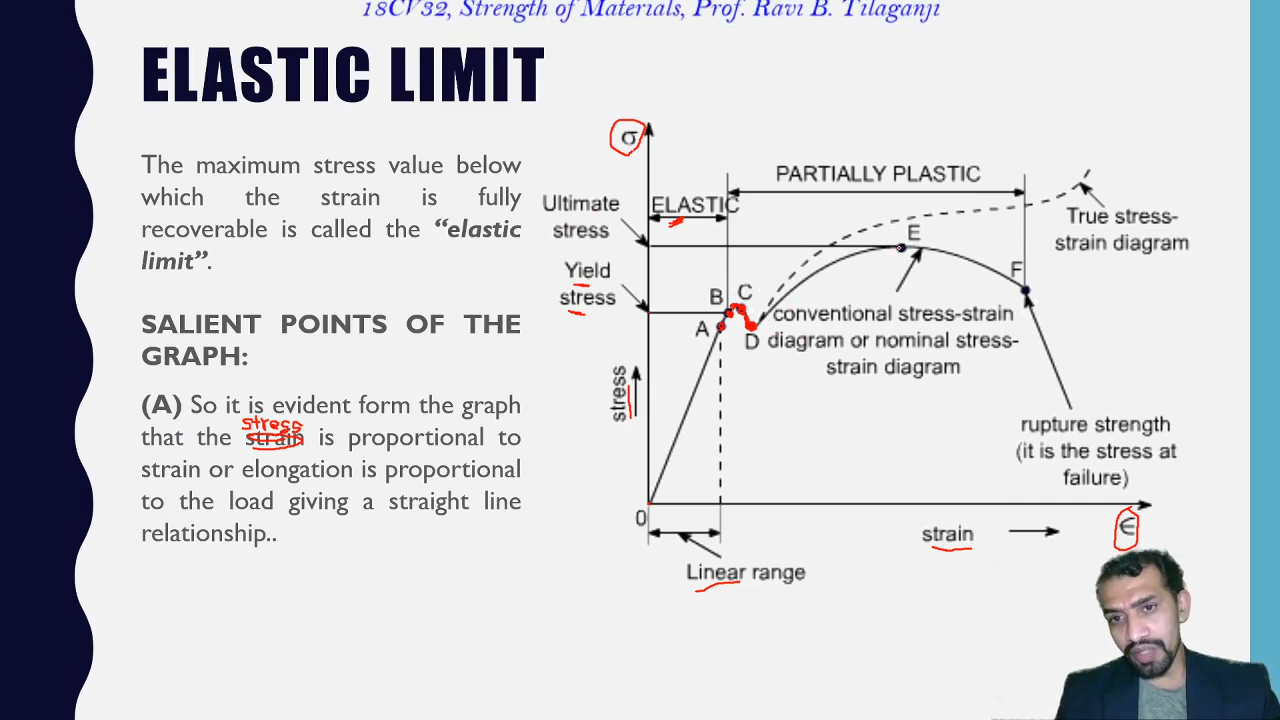 18CV32, Strength of Materials, Prof. Ravi B. Tilaganji
ELASTIC LIMIT
The maximum stress value below
which the strain is fully
recoverable is called the “elastic
limit”.
SALIENT POINTS OF THE
GRAPH:
(A) So it is evident form the graph
stress
that the strain is proportional to
strain or elongation is proportional
to the load giving a straight line
relationship..
σ
PARTIALLY PLASTIC
ELASTIC
Ultimate
stress
True stress-
strain diagram
E
F
Yield
stress
B
C
A
D
conventional stress-strain
diagram or nominal stress-
strain diagram
stress
rupture strength
(it is the stress at
failure)
0
strain
ϵ
Linear range